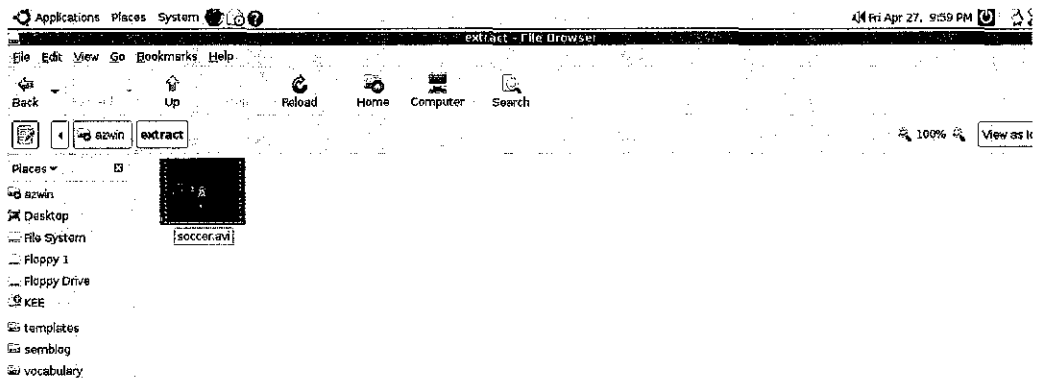 Applications Places System Fri Apr 27, 9:59 PM
extract - File Browser
File Edit View Go Bookmarks Help
Back Up Reload Home Computer Search
azwin extract 100% View as
Places
azwin
Desktop
File System
Floppy 1
Floppy Drive
KEE
templates
semblog
vocabulary
soccer.avi